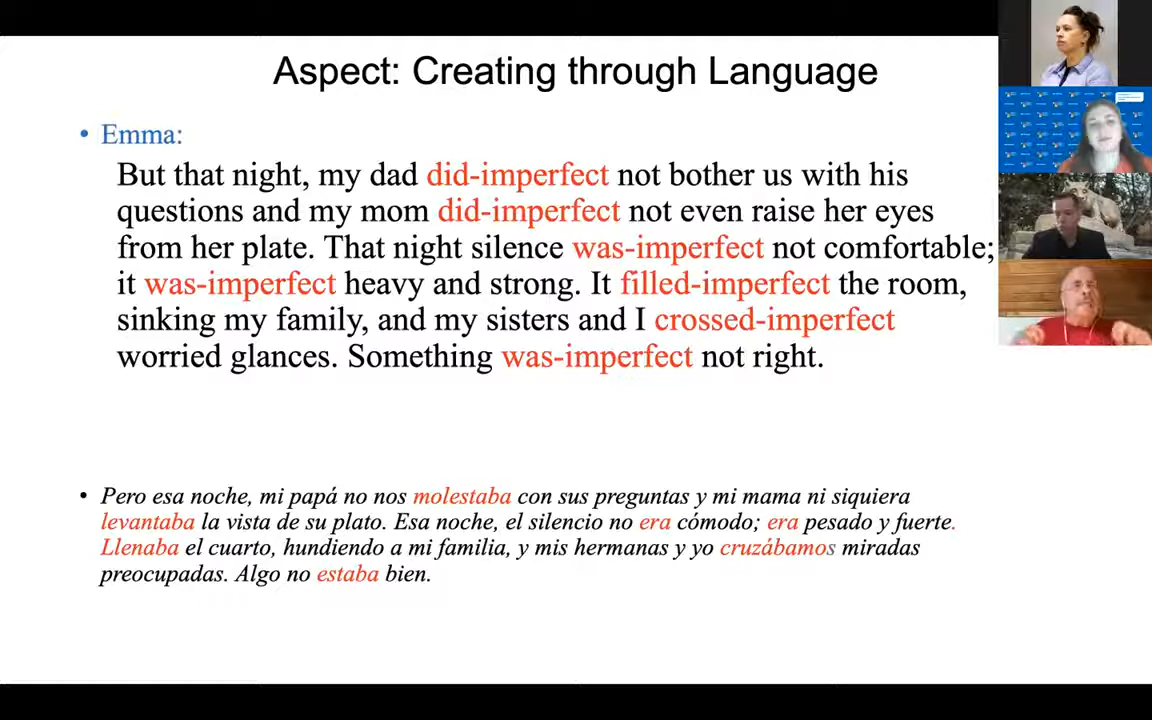 Aspect: Creating through Language
• Emma:
But that night, my dad did-imperfect not bother us with his
questions and my mom did-imperfect not even raise her eyes
from her plate. That night silence was-imperfect not comfortable;
it was-imperfect heavy and strong. It filled-imperfect the room,
sinking my family, and my sisters and I crossed-imperfect
worried glances. Something was-imperfect not right.
• Pero esa noche, mi papá no nos molestaba con sus preguntas y mi mama ni siquiera
levantaba la vista de su plato. Esa noche, el silencio no era cómodo; era pesado y fuerte.
Llenaba el cuarto, hundiendo a mi familia, y mis hermanas y yo cruzábamos miradas
preocupadas. Algo no estaba bien.